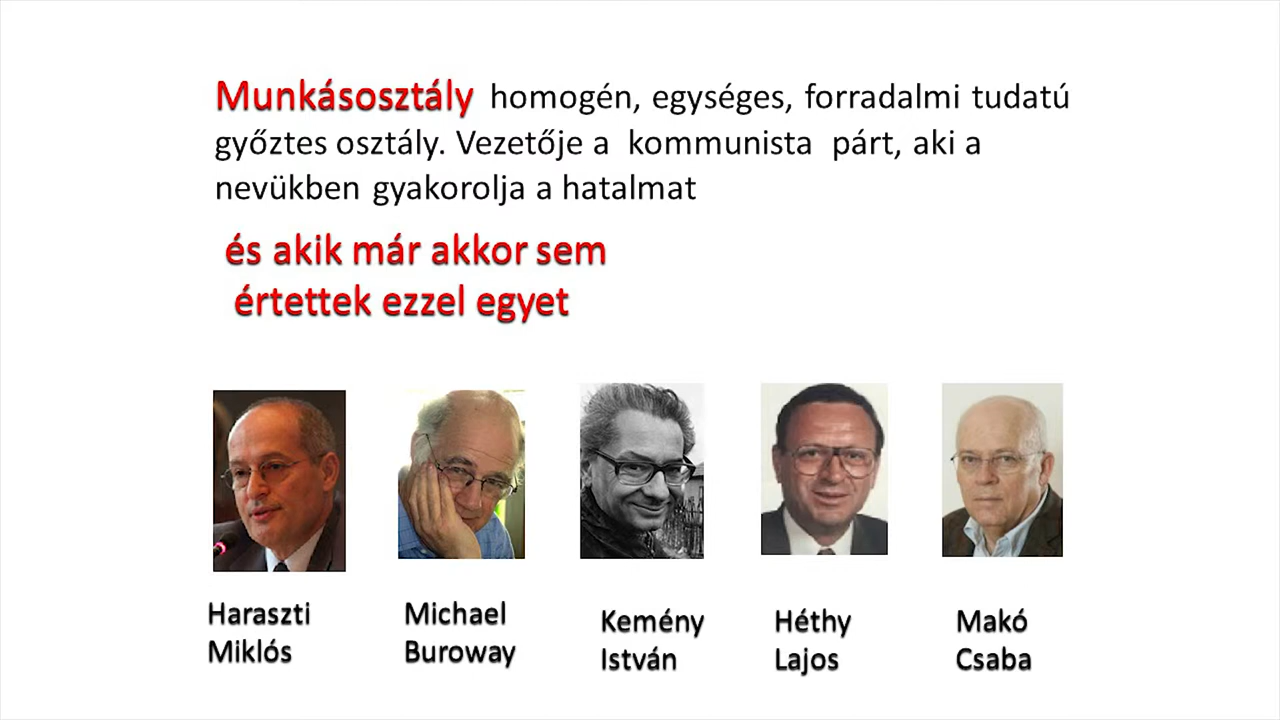 Munkásosztály homogén, egységes, forradalmi tudatú
győztes osztály. Vezetője a kommunista párt, aki a
nevükben gyakorolja a hatalmat
és akik már akkor sem
értettek ezzel egyet
Haraszti
Miklós
Michael
Buroway
Kemény
István
Héthy
Lajos
Makó
Csaba